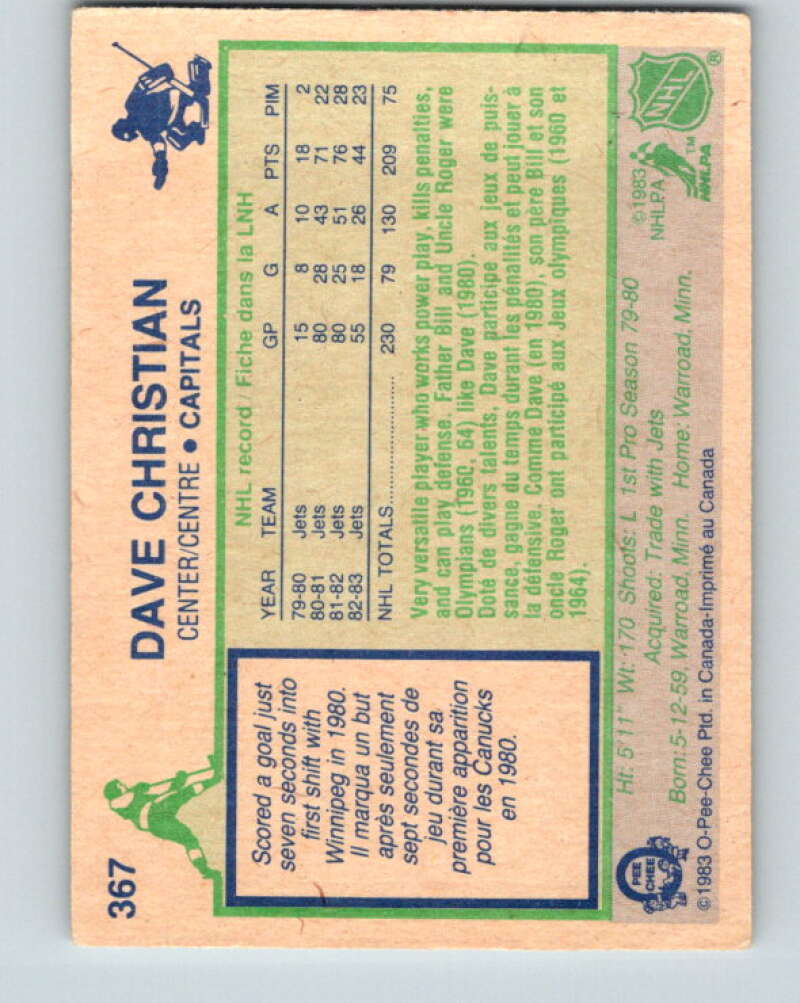 367
DAVE CHRISTIAN
CENTER/CENTRE • CAPITALS
Scored a goal just
seven seconds into
first shift with
Winnipeg in 1980.
Il marqua un but
après seulement
sept secondes de
jeu durant sa
première apparition
pour les Canucks
en 1980.
NHL record / Fiche dans la LNH
YEAR TEAM GP G A PTS PIM
79-80 Jets 15 8 10 18 2
80-81 Jets 80 28 43 71 22
81-82 Jets 80 25 51 76 28
82-83 Jets 55 18 26 44 23
NHL TOTALS 230 79 130 209 75
Very versatile player who works power play, kills penalties,
and can play defense. Father Bill and Uncle Roger were
Olympians (1960, 64) like Dave (1980).
Doté de divers talents, Dave participe aux jeux de puis-
sance, gagne du temps durant les pénalités et peut jouer à
la défensive. Comme Dave (en 1980), son père Bill et son
oncle Roger ont participé aux Jeux olympiques (1960 et
1964).
Ht: 5'11" Wt: 170 Shoots: L 1st Pro Season 79-80
Acquired: Trade with Jets
Born: 5-12-59, Warroad, Minn. Home: Warroad, Minn.
©1983
NHLPA
NHL ®
NHLPA ™
O PEE CHEE
©1983 O-Pee-Chee Ptd. in Canada-Imprimé au Canada